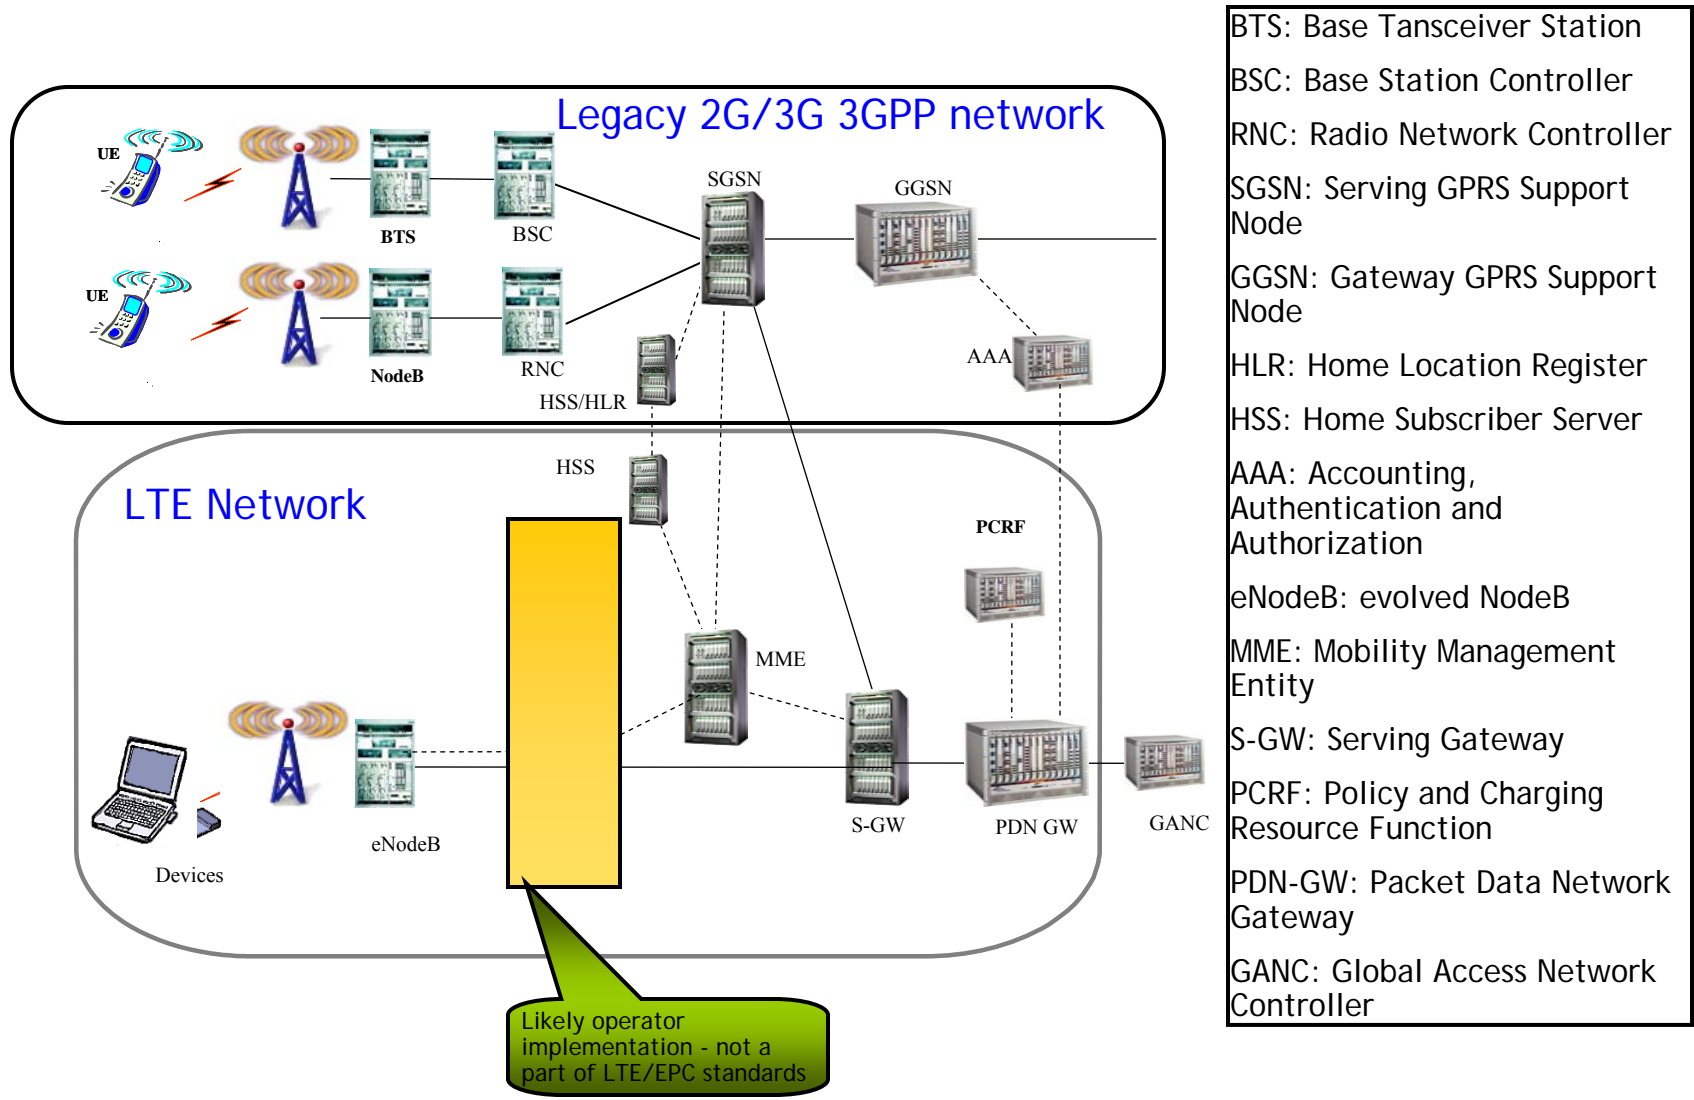 Legacy 2G/3G 3GPP network
UE
BTS
BSC
SGSN
GGSN
UE
NodeB
RNC
HSS/HLR
AAA
LTE Network
HSS
PCRF
MME
Devices
eNodeB
S-GW
PDN GW
GANC
Likely operator
implementation - not a
part of LTE/EPC standards
BTS: Base Tansceiver Station
BSC: Base Station Controller
RNC: Radio Network Controller
SGSN: Serving GPRS Support
Node
GGSN: Gateway GPRS Support
Node
HLR: Home Location Register
HSS: Home Subscriber Server
AAA: Accounting,
Authentication and
Authorization
eNodeB: evolved NodeB
MME: Mobility Management
Entity
S-GW: Serving Gateway
PCRF: Policy and Charging
Resource Function
PDN-GW: Packet Data Network
Gateway
GANC: Global Access Network
Controller